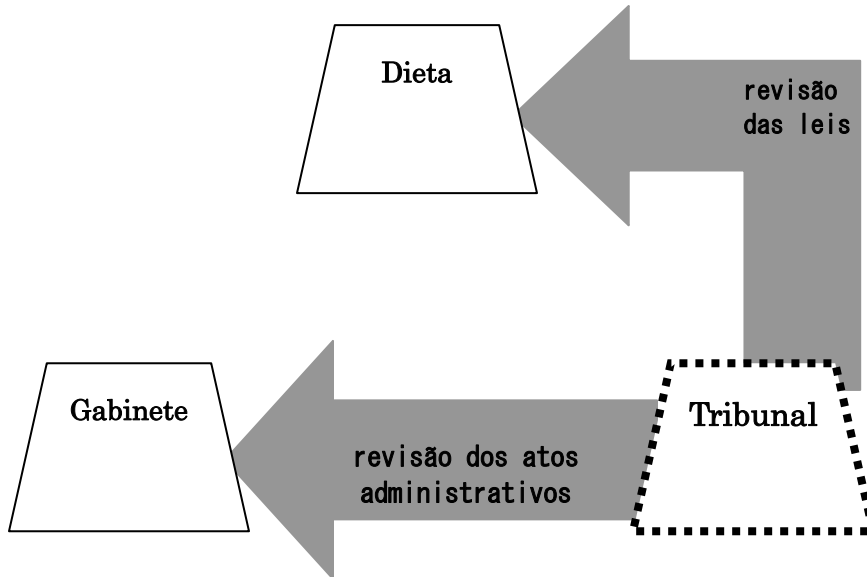 Dieta
revisão
das leis
Gabinete
Tribunal
revisão dos atos
administrativos